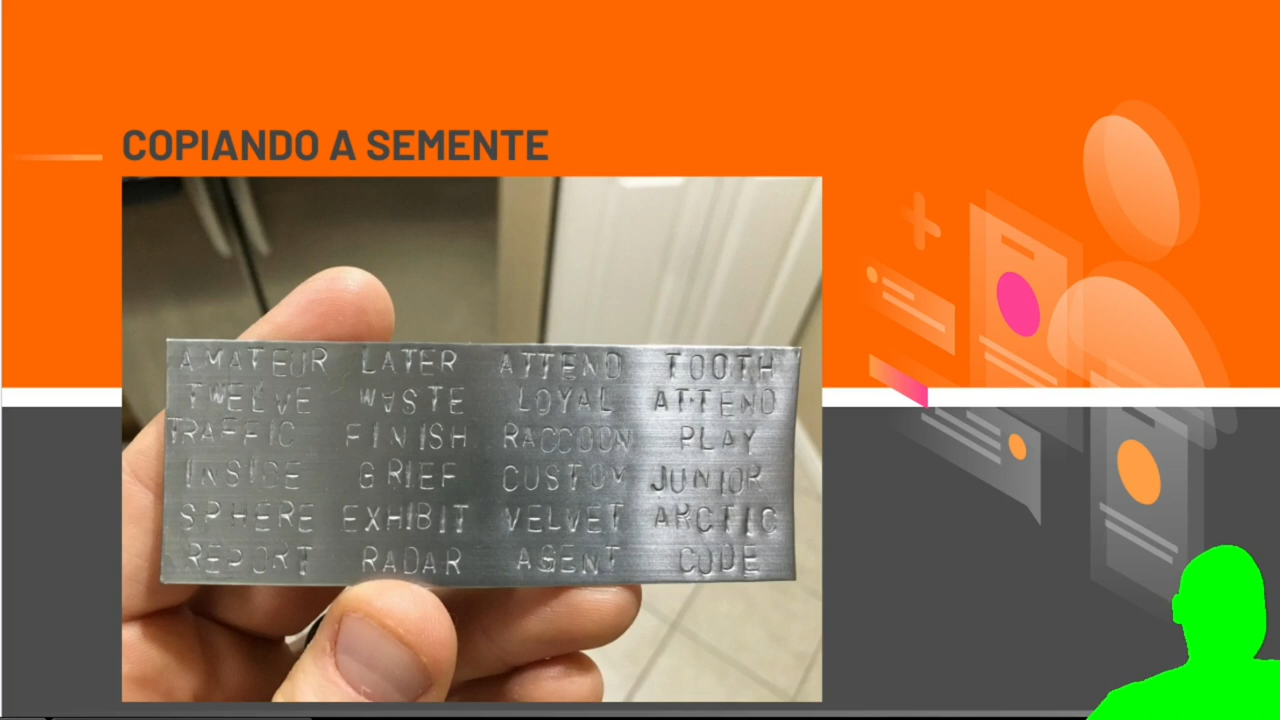 COPIANDO A SEMENTE
AMATEUR LATER ATTEND TOOTH
TWELVE WASTE LOYAL ATTEND
TRAFFIC FINISH RACCOON PLAY
INSIDE GRIEF CUSTOM JUNIOR
SPHERE EXHIBIT VELVET ARCTIC
REPORT RADAR AGENT CODE